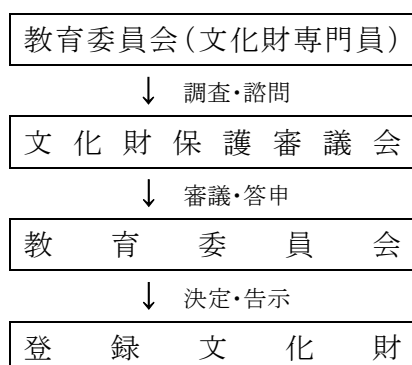 教育委員会(文化財専門員)
↓ 調査・諮問
文化財保護審議会
↓ 審議・答申
教育委員会
↓ 決定・告示
登録文化財